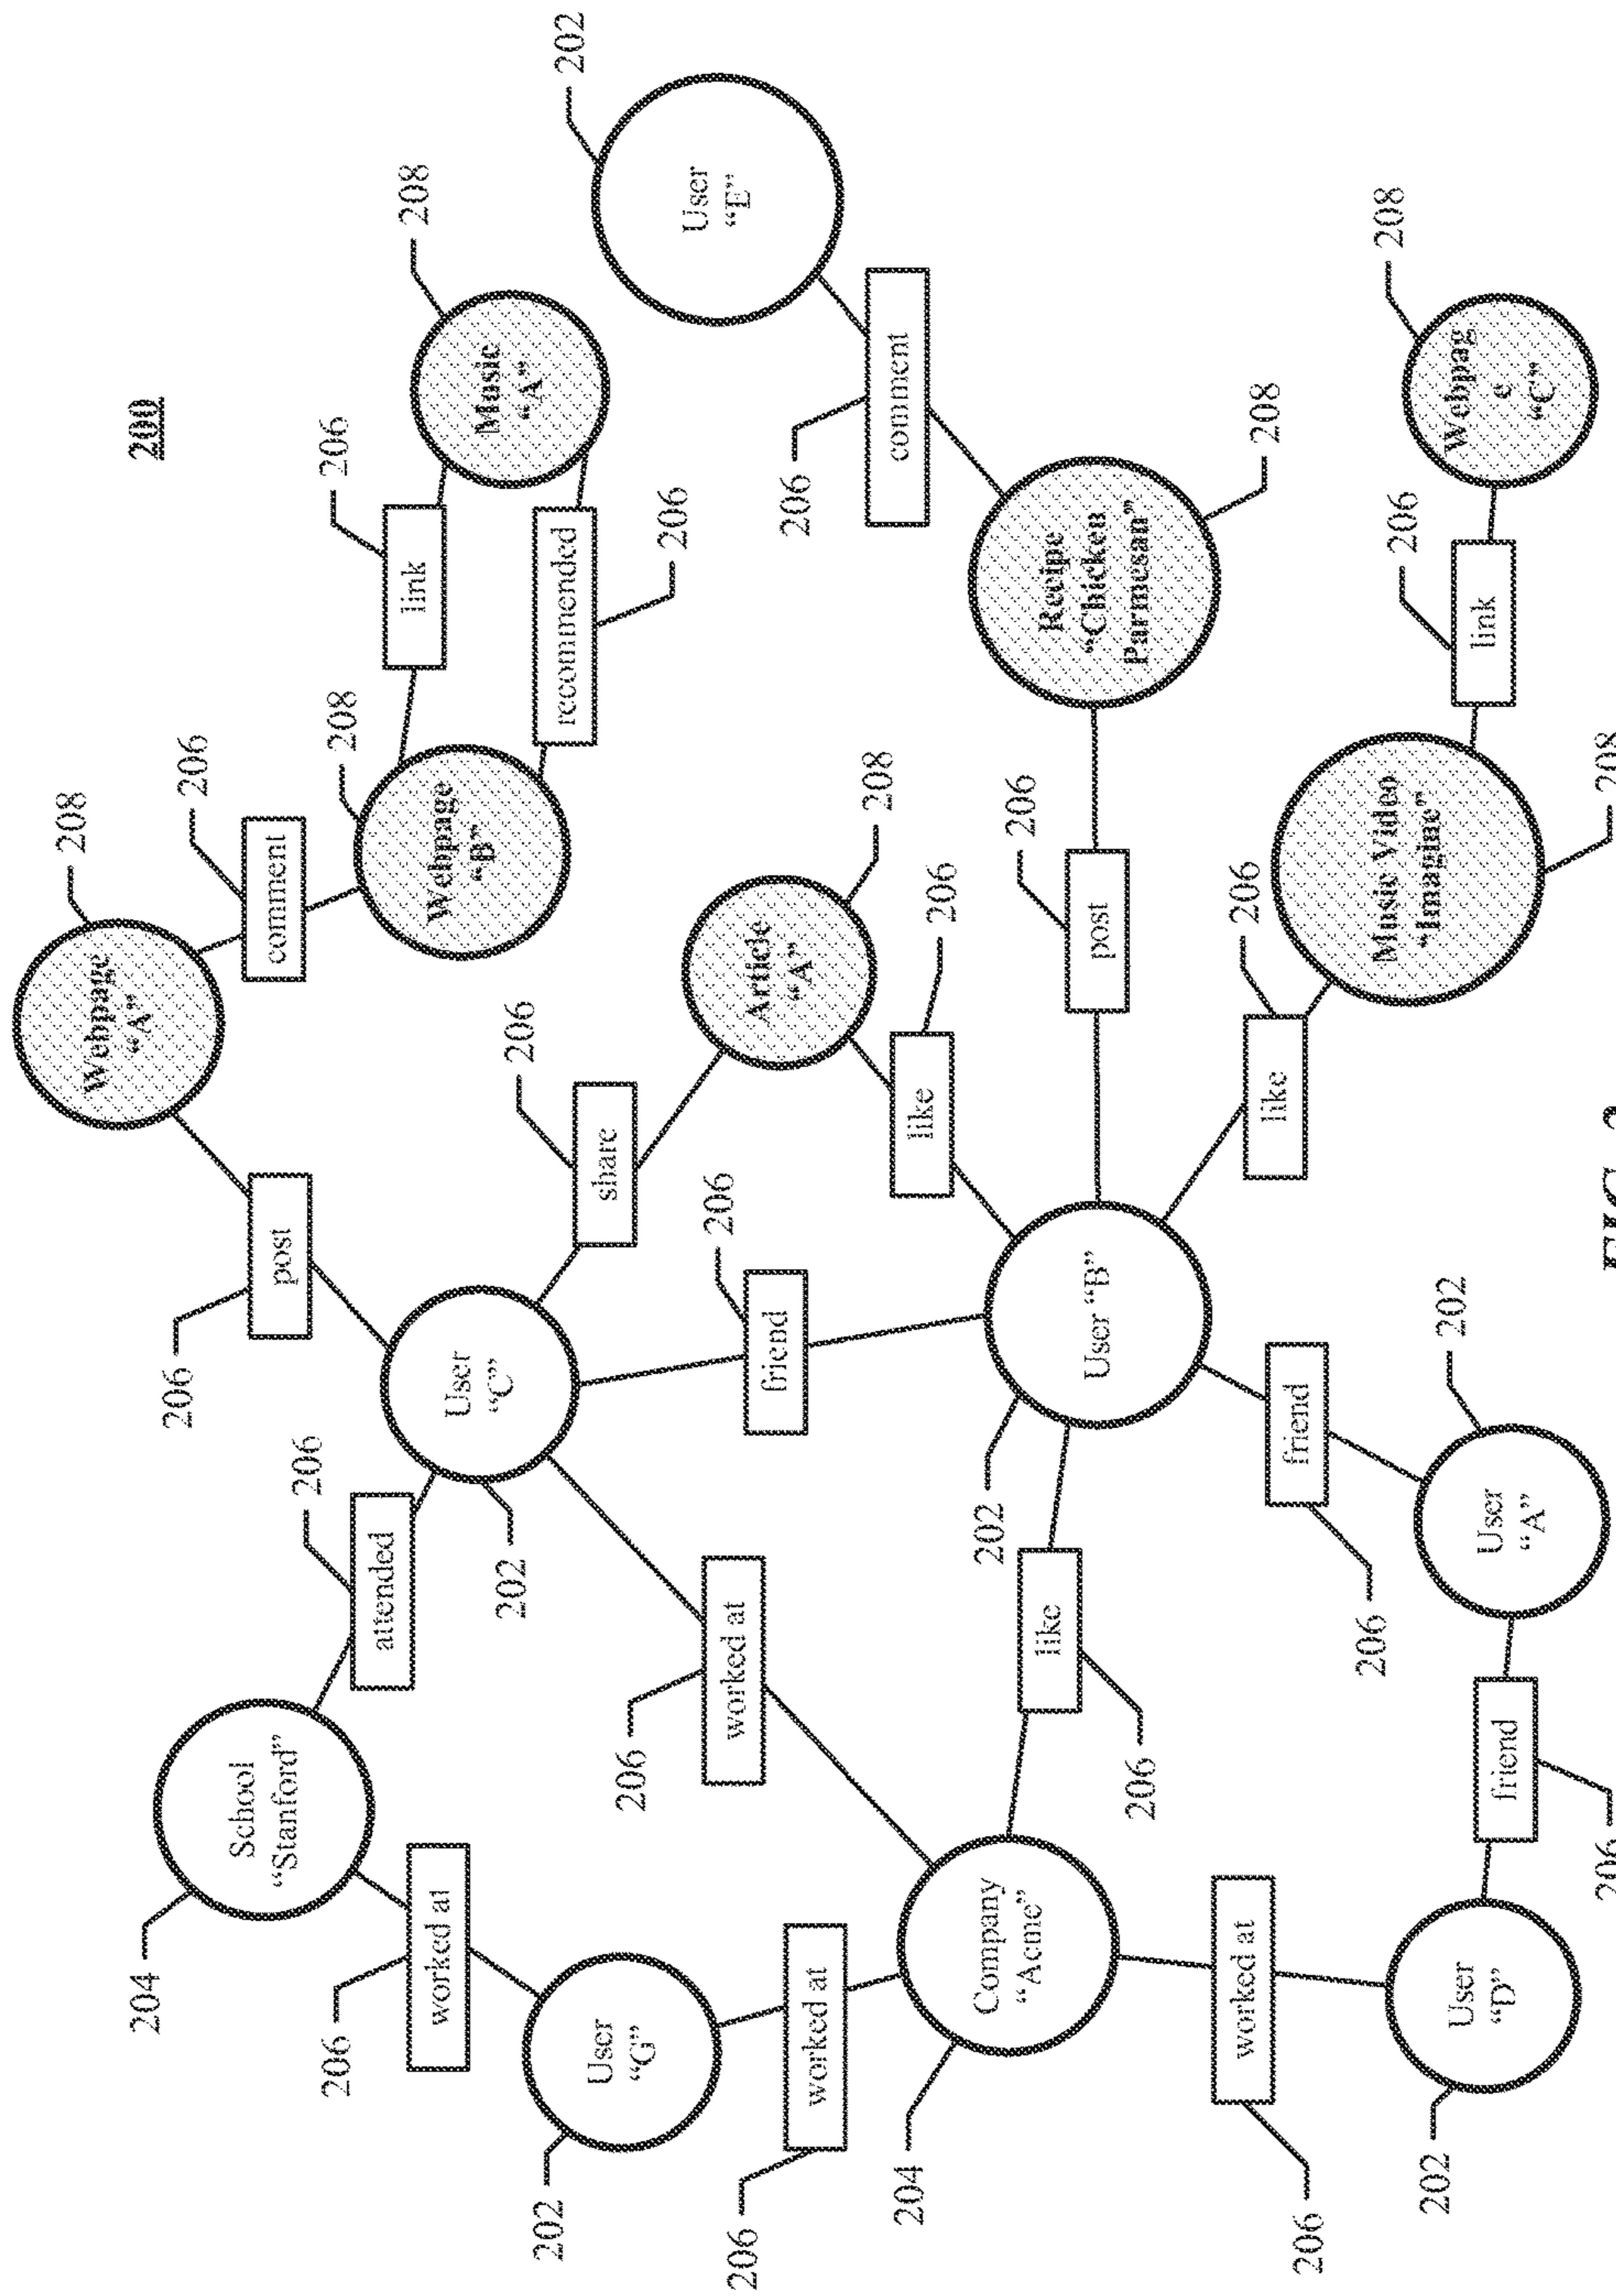 200
Webpage
“A”
208
204
School
“Stanford”
206
post
206
comment
206
206
attended
206
link
206
208
Music
“A”
208
worked at
User
“C”
202
Webpage
“B”
recommended
206
202
User
“G”
202
206
share
206
User
“E”
202
worked at
206
worked at
206
friend
206
Article
“A”
208
comment
206
204
Company
“Acme”
like
206
202
like
206
User “B”
post
206
Recipe
“Chicken
Parmesan”
208
206
worked at
206
friend
206
like
206
202
User
“D”
friend
206
User
“A”
202
Music Video
“Imagine”
208
link
206
Webpag
e
“C”
208
FIG. 2